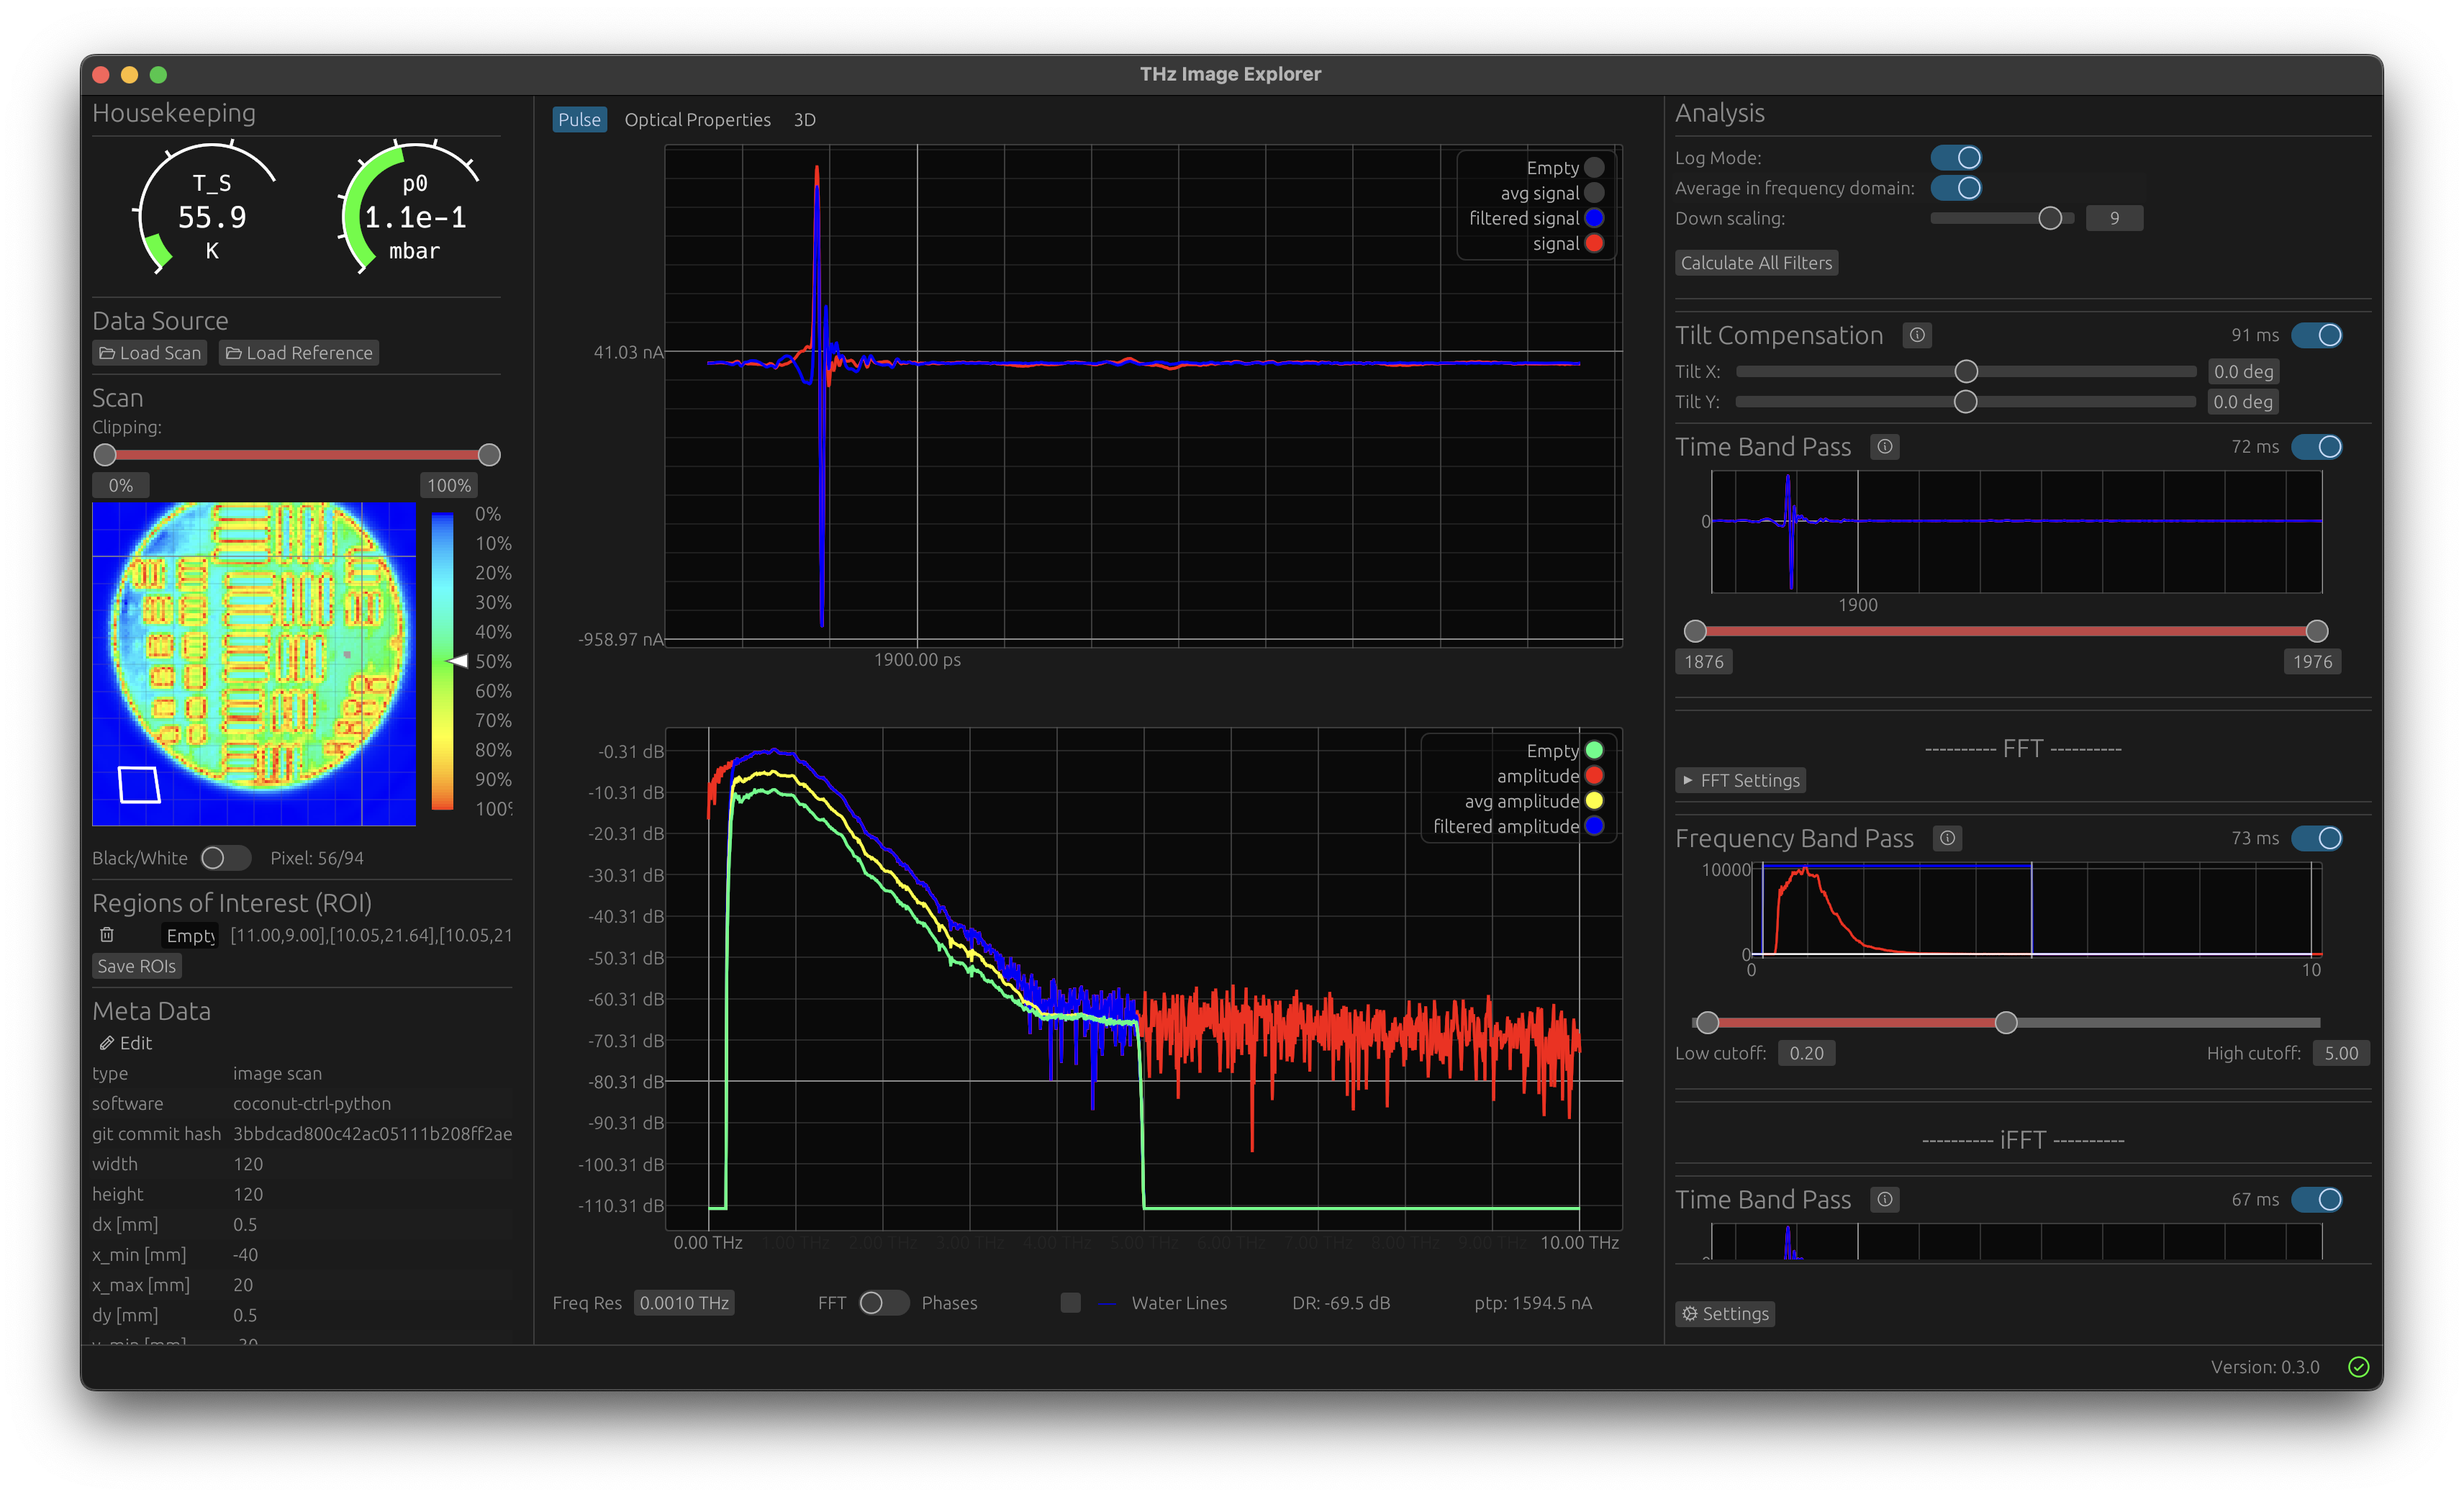 THz Image Explorer
Housekeeping
T_S
55.9
K
p0
1.1e-1
mbar
Data Source
Load Scan
Load Reference
Scan
Clipping:
0%
100%
0%
10%
20%
30%
40%
50%
60%
70%
80%
90%
100%
Black/White
Pixel: 56/94
Regions of Interest (ROI)
Empty [11.00,9.00],[10.05,21.64],[10.05,21
Save ROIs
Meta Data
Edit
type image scan
software coconut-ctrl-python
git commit hash 3bbdcad800c42ac05111b208ff2ae
width 120
height 120
dx [mm] 0.5
x_min [mm] -40
x_max [mm] 20
dy [mm] 0.5
Pulse
Optical Properties
3D
Empty
avg signal
filtered signal
signal
41.03 nA
-958.97 nA
1900.00 ps
Empty
amplitude
avg amplitude
filtered amplitude
-0.31 dB
-10.31 dB
-20.31 dB
-30.31 dB
-40.31 dB
-50.31 dB
-60.31 dB
-70.31 dB
-80.31 dB
-90.31 dB
-100.31 dB
-110.31 dB
0.00 THz 1.00 THz 2.00 THz 3.00 THz 4.00 THz 5.00 THz 6.00 THz 7.00 THz 8.00 THz 9.00 THz 10.00 THz
Freq Res 0.0010 THz
FFT
Phases
Water Lines
DR: -69.5 dB
ptp: 1594.5 nA
Analysis
Log Mode:
Average in frequency domain:
Down scaling: 9
Calculate All Filters
Tilt Compensation 91 ms
Tilt X: 0.0 deg
Tilt Y: 0.0 deg
Time Band Pass 72 ms
0
1900
1876
1976
---------- FFT ----------
FFT Settings
Frequency Band Pass 73 ms
10000
0
0
10
Low cutoff: 0.20
High cutoff: 5.00
---------- iFFT ----------
Time Band Pass 67 ms
Settings
Version: 0.3.0